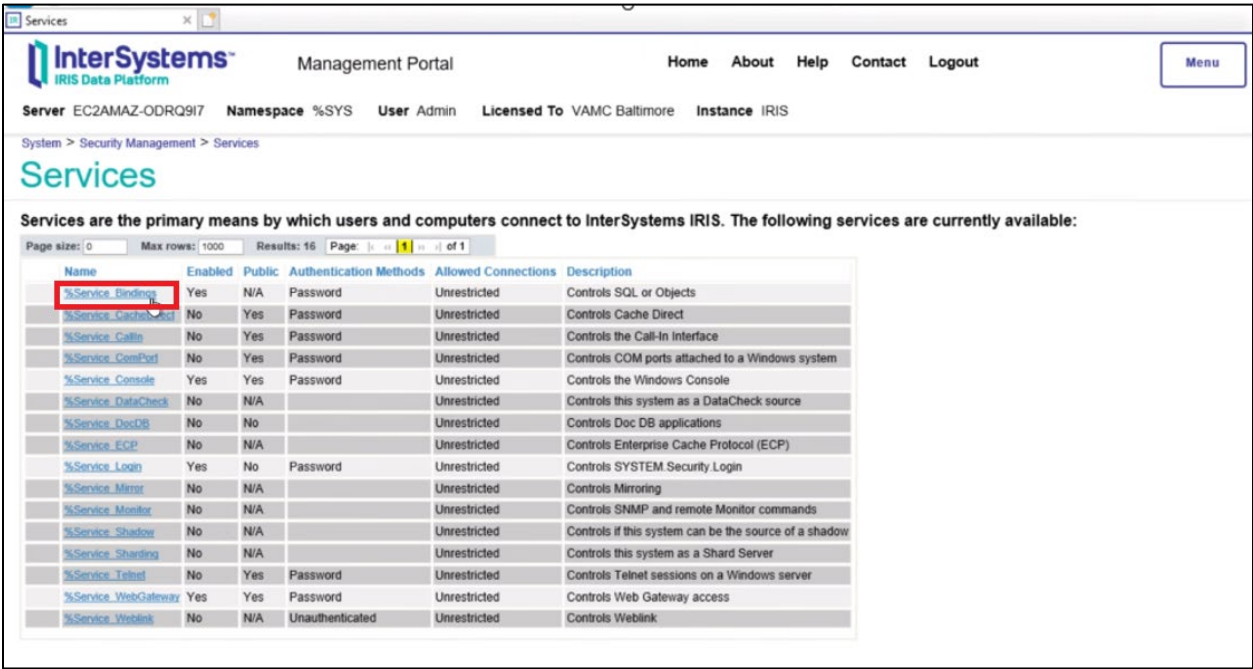 Services
InterSystems™ Management Portal Home About Help Contact Logout Menu
IRIS Data Platform
Server EC2AMAZ-ODRQ9I7 Namespace %SYS User Admin Licensed To VAMC Baltimore Instance IRIS
System > Security Management > Services
Services
Services are the primary means by which users and computers connect to InterSystems IRIS. The following services are currently available:
Page size: 0 Max rows: 1000 Results: 16 Page: |« «« 1 »» »| of 1
Name Enabled Public Authentication Methods Allowed Connections Description
%Service_Bindings Yes N/A Password Unrestricted Controls SQL or Objects
%Service_CacheDirect No Yes Password Unrestricted Controls Cache Direct
%Service_CallIn No Yes Password Unrestricted Controls the Call-In Interface
%Service_ComPort No Yes Password Unrestricted Controls COM ports attached to a Windows system
%Service_Console Yes Yes Password Unrestricted Controls the Windows Console
%Service_DataCheck No N/A Unrestricted Controls this system as a DataCheck source
%Service_DocDB No No Unrestricted Controls Doc DB applications
%Service_ECP No N/A Unrestricted Controls Enterprise Cache Protocol (ECP)
%Service_Login Yes No Password Unrestricted Controls SYSTEM.Security.Login
%Service_Mirror No N/A Unrestricted Controls Mirroring
%Service_Monitor No N/A Unrestricted Controls SNMP and remote Monitor commands
%Service_Shadow No N/A Unrestricted Controls if this system can be the source of a shadow
%Service_Sharding No N/A Unrestricted Controls this system as a Shard Server
%Service_Telnet No Yes Password Unrestricted Controls Telnet sessions on a Windows server
%Service_WebGateway Yes Yes Password Unrestricted Controls Web Gateway access
%Service_Weblink No N/A Unauthenticated Unrestricted Controls Weblink